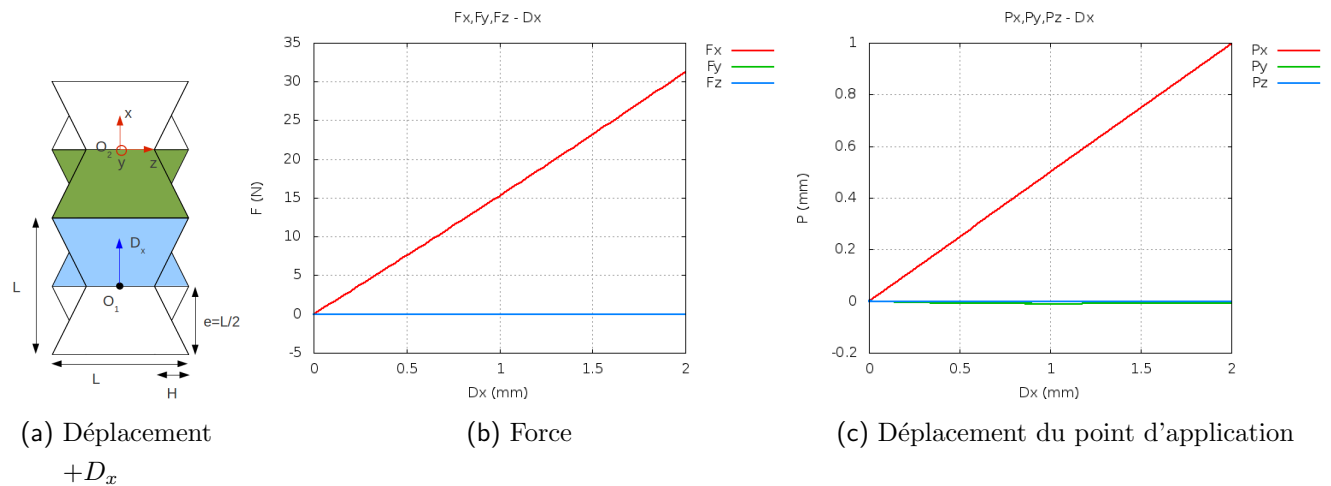 x
O2
y
z
Dx
L
O1
e=L/2
L
H
(a) Déplacement
+Dx
Fx,Fy,Fz - Dx
Fx
Fy
Fz
35
30
25
20
15
10
5
0
-5
F (N)
0
0.5
1
1.5
2
Dx (mm)
(b) Force
Px,Py,Pz - Dx
Px
Py
Pz
1
0.8
0.6
0.4
0.2
0
-0.2
P (mm)
0
0.5
1
1.5
2
Dx (mm)
(c) Déplacement du point d'application